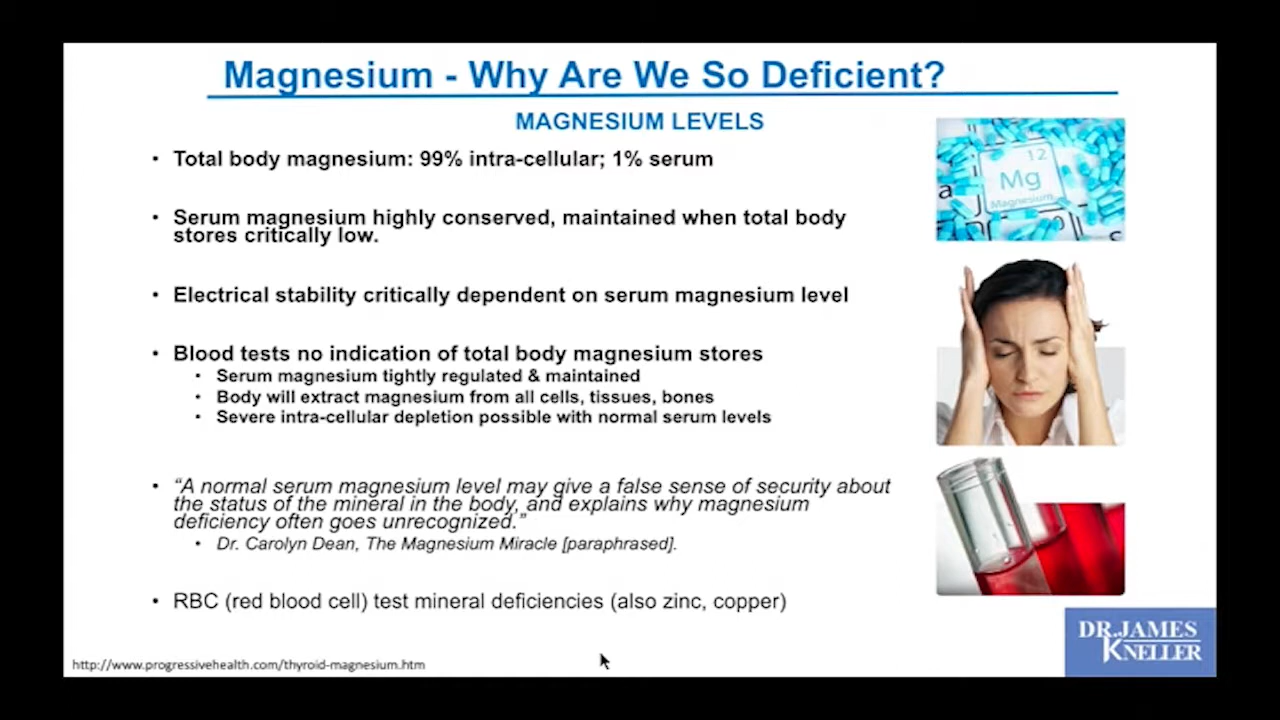 Magnesium - Why Are We So Deficient?
MAGNESIUM LEVELS
• Total body magnesium: 99% intra-cellular; 1% serum
• Serum magnesium highly conserved, maintained when total body
stores critically low.
• Electrical stability critically dependent on serum magnesium level
• Blood tests no indication of total body magnesium stores
• Serum magnesium tightly regulated & maintained
• Body will extract magnesium from all cells, tissues, bones
• Severe intra-cellular depletion possible with normal serum levels
• “A normal serum magnesium level may give a false sense of security about
the status of the mineral in the body, and explains why magnesium
deficiency often goes unrecognized.”
• Dr. Carolyn Dean, The Magnesium Miracle [paraphrased].
• RBC (red blood cell) test mineral deficiencies (also zinc, copper)
12
Mg
Magnesium
a
c
DR. JAMES
KNELLER
http://www.progressivehealth.com/thyroid-magnesium.htm